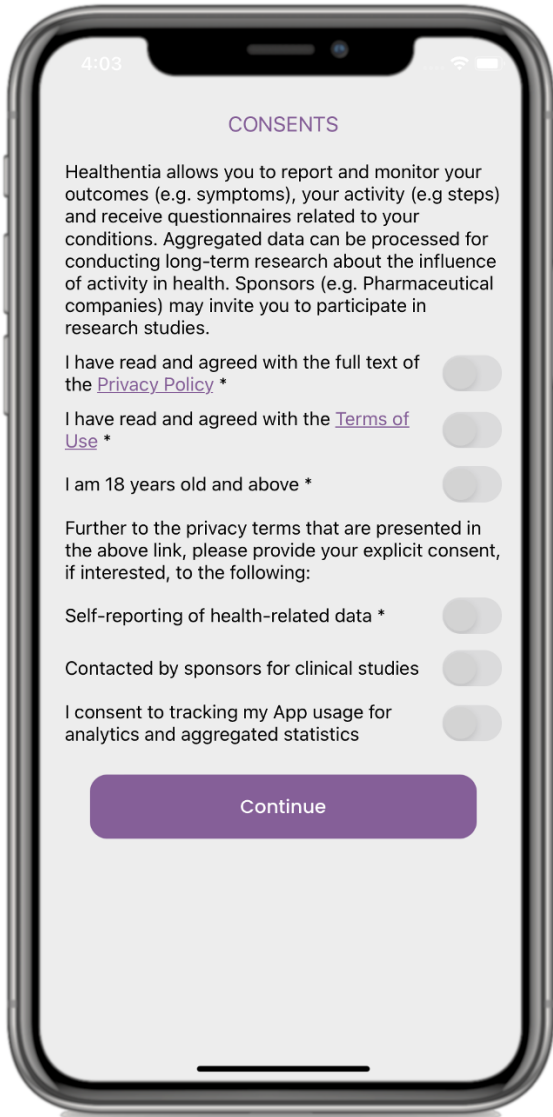 4:03
CONSENTS
Healthentia allows you to report and monitor your
outcomes (e.g. symptoms), your activity (e.g steps)
and receive questionnaires related to your
conditions. Aggregated data can be processed for
conducting long-term research about the influence
of activity in health. Sponsors (e.g. Pharmaceutical
companies) may invite you to participate in
research studies.
I have read and agreed with the full text of
the Privacy Policy *
I have read and agreed with the Terms of
Use *
I am 18 years old and above *
Further to the privacy terms that are presented in
the above link, please provide your explicit consent,
if interested, to the following:
Self-reporting of health-related data *
Contacted by sponsors for clinical studies
I consent to tracking my App usage for
analytics and aggregated statistics
Continue